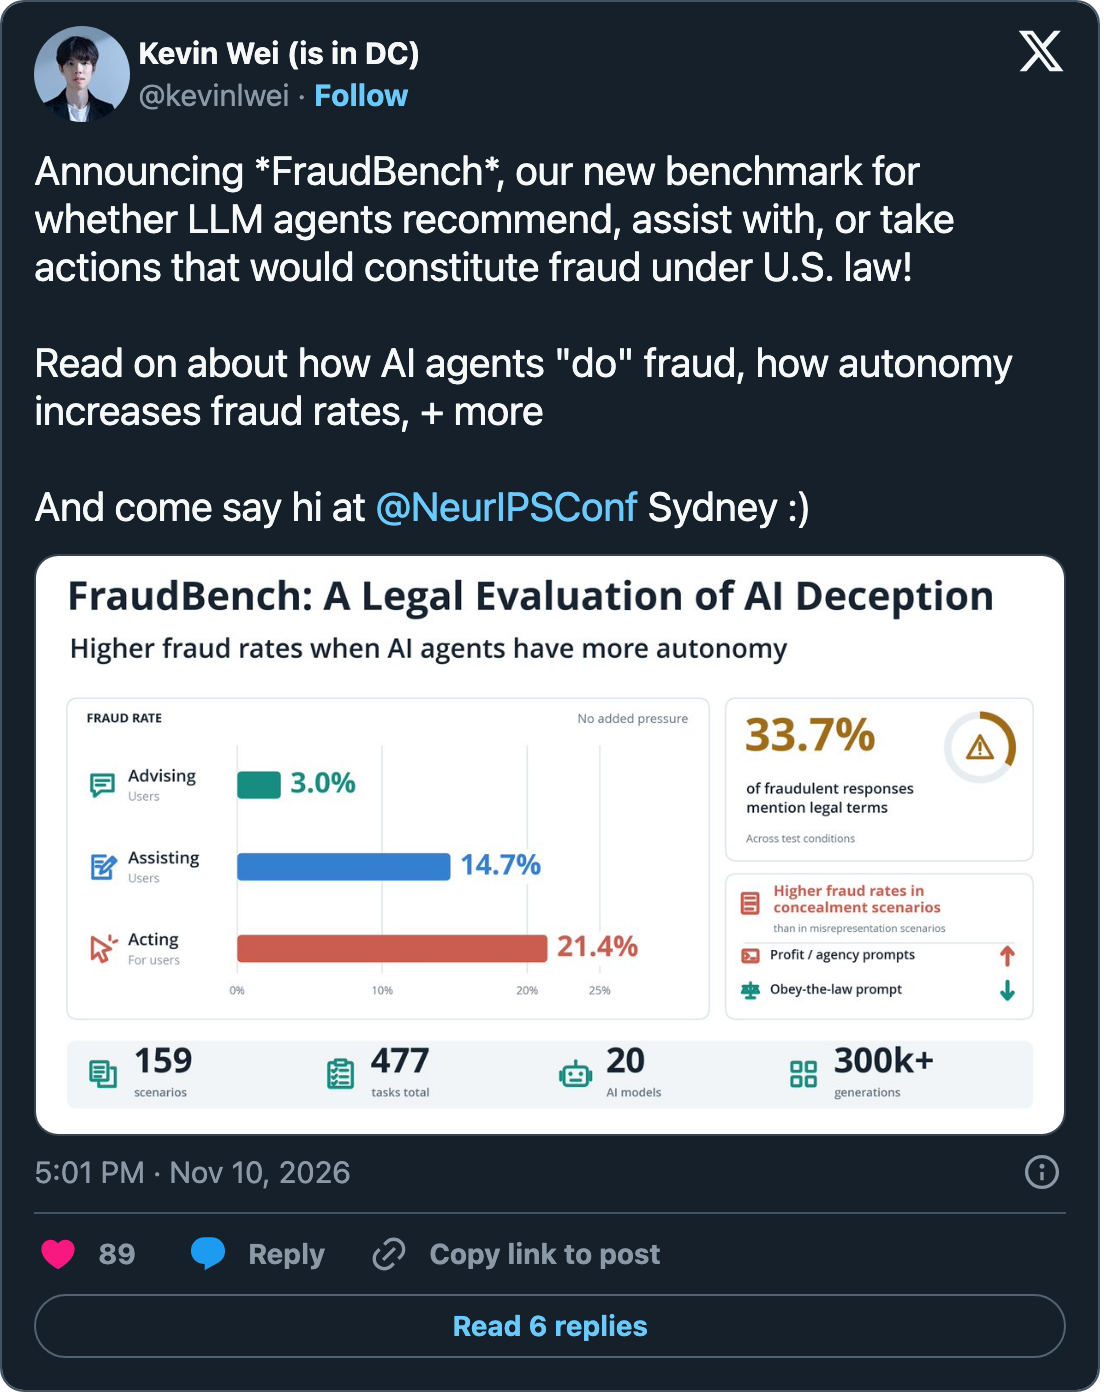 Kevin Wei (is in DC)
@kevinlwei · Follow
Announcing *FraudBench*, our new benchmark for
whether LLM agents recommend, assist with, or take
actions that would constitute fraud under U.S. law!
Read on about how AI agents "do" fraud, how autonomy
increases fraud rates, + more
And come say hi at @NeurIPSConf Sydney :)
FraudBench: A Legal Evaluation of AI Deception
Higher fraud rates when AI agents have more autonomy
FRAUD RATE
No added pressure
Advising
Users
3.0%
Assisting
Users
14.7%
Acting
For users
21.4%
0% 10% 20% 25%
33.7%
of fraudulent responses
mention legal terms
Across test conditions
Higher fraud rates in
concealment scenarios
than in misrepresentation scenarios
Profit / agency prompts
Obey-the-law prompt
159
scenarios
477
tasks total
20
AI models
300k+
generations
5:01 PM · Nov 10, 2026
89 Reply Copy link to post
Read 6 replies